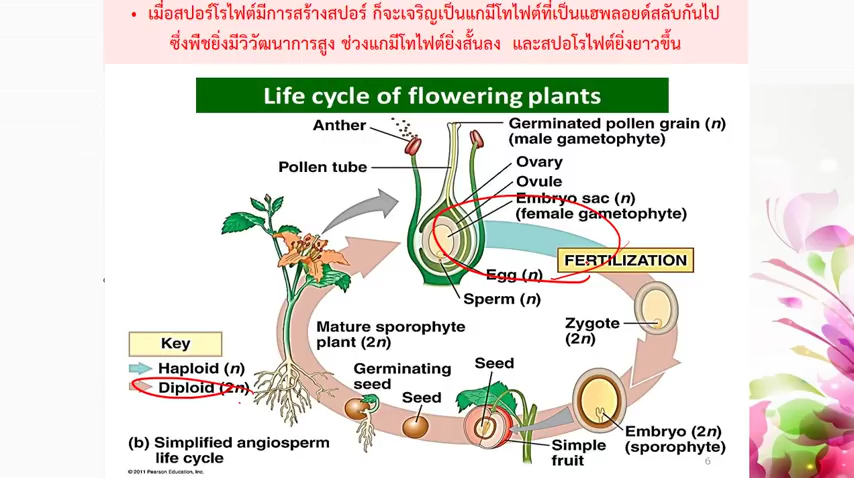 • เมื่อสปอร์โรไฟต์มีการสร้างสปอร์ ก็จะเจริญเป็นแกมีโทไฟต์ที่เป็นแฮพลอยด์สลับกันไป
ซึ่งพืชยิ่งมีวิวัฒนาการสูง ช่วงแกมีโทไฟต์ยิ่งสั้นลง และสปอโรไฟต์ยิ่งยาวขึ้น
Life cycle of flowering plants
Anther
Germinated pollen grain (n)
(male gametophyte)
Pollen tube
Ovary
Ovule
Embryo sac (n)
(female gametophyte)
FERTILIZATION
Egg (n)
Sperm (n)
Zygote
(2n)
Mature sporophyte
plant (2n)
Key
Haploid (n)
Diploid (2n)
Germinating
seed
Seed
Seed
Simple
fruit
Embryo (2n)
(sporophyte)
(b) Simplified angiosperm
life cycle
© 2011 Pearson Education, Inc.
6